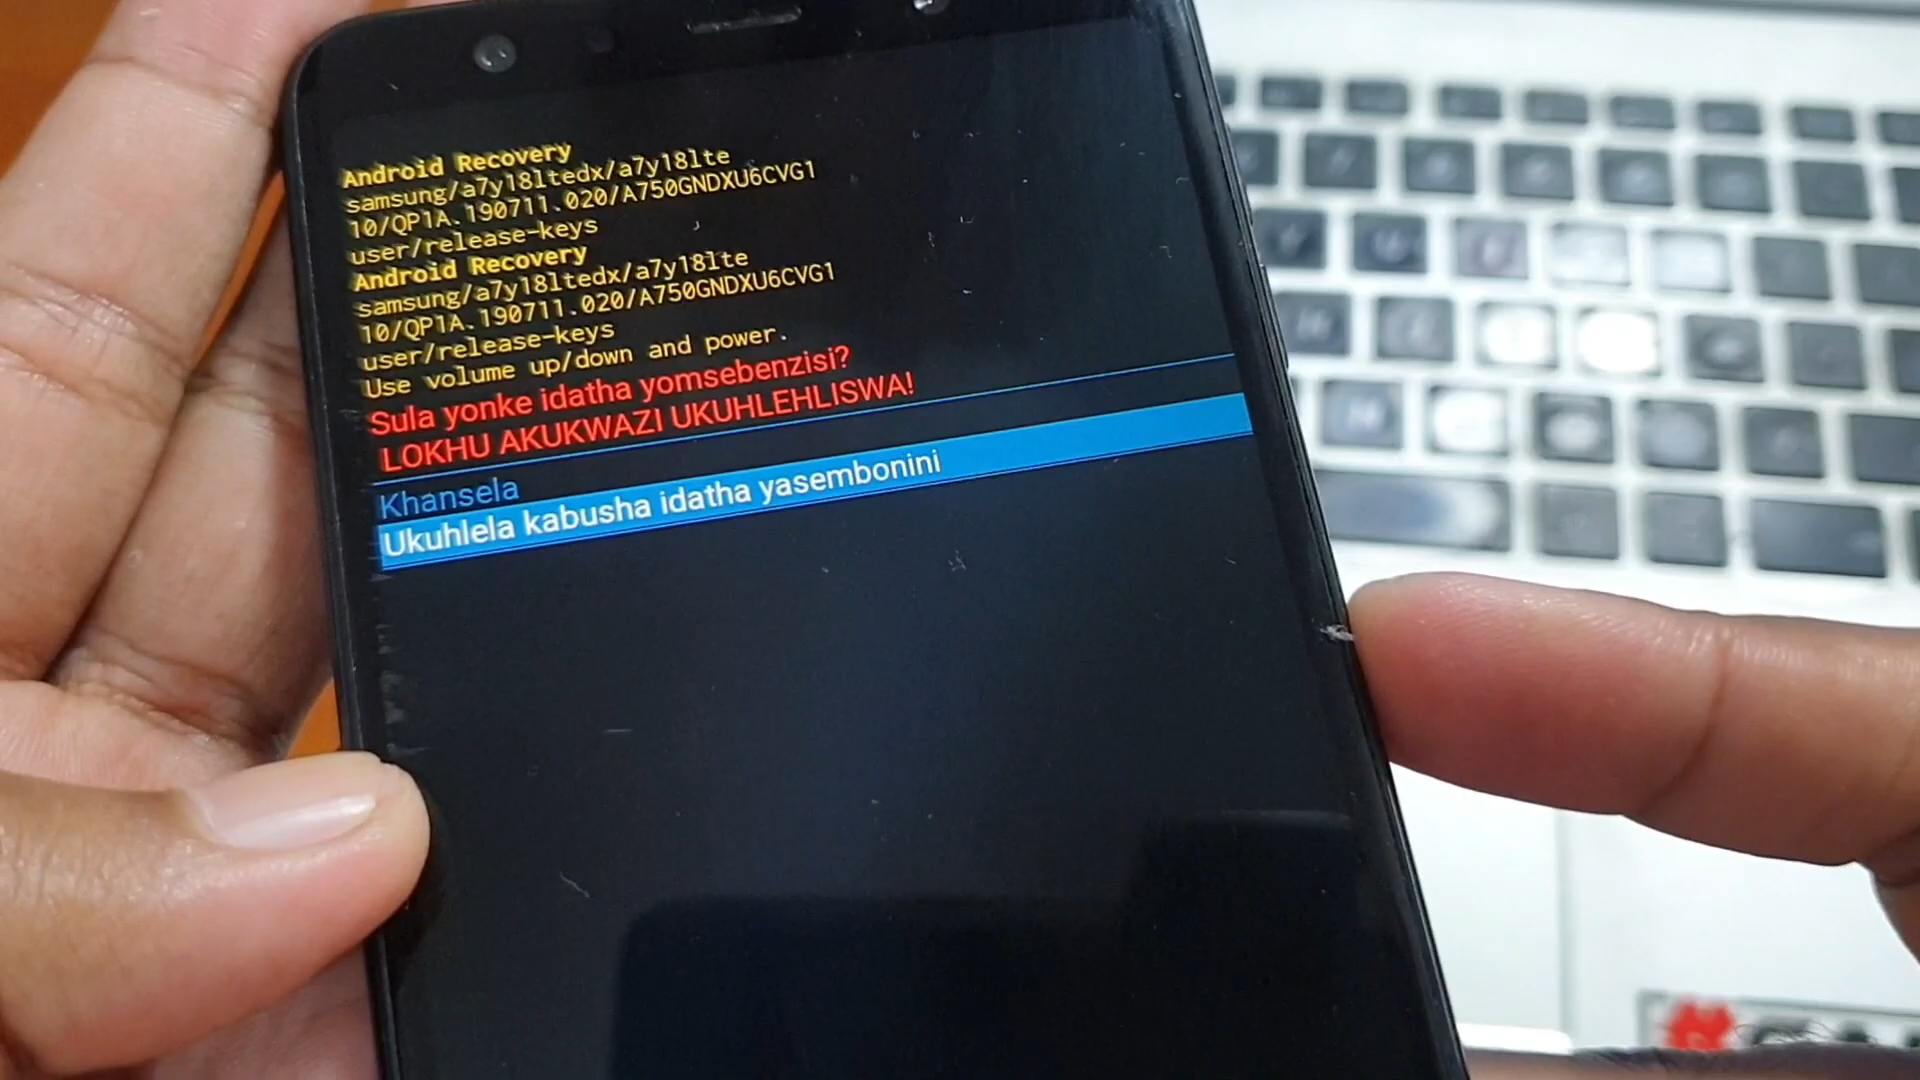 Android Recovery
samsung/a7y18ltedx/a7y18lte
10/QP1A.190711.020/A750GNDXU6CVG1
user/release-keys
Android Recovery
samsung/a7y18ltedx/a7y18lte
10/QP1A.190711.020/A750GNDXU6CVG1
user/release-keys
Use volume up/down and power.
Sula yonke idatha yomsebenzisi?
LOKHU AKUKWAZI UKUHLEHLISWA!
Khansela
Ukuhlela kabusha idatha yasembonini